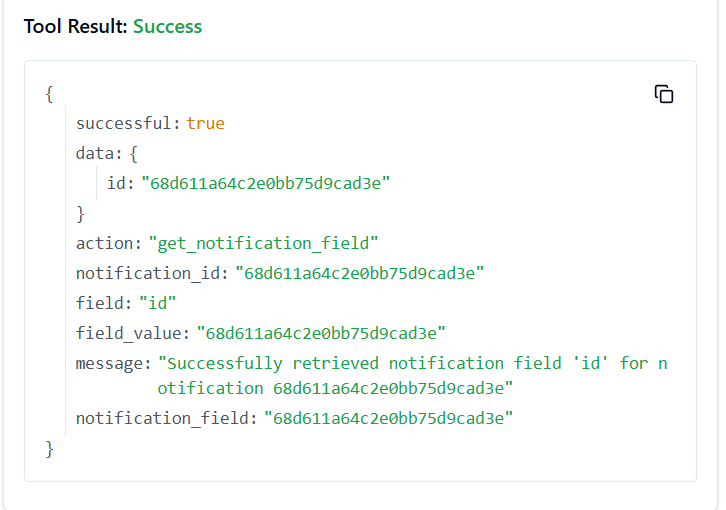 Tool Result: Success
{
successful: true
data: {
id: "68d611a64c2e0bb75d9cad3e"
}
action: "get_notification_field"
notification_id: "68d611a64c2e0bb75d9cad3e"
field: "id"
field_value: "68d611a64c2e0bb75d9cad3e"
message: "Successfully retrieved notification field 'id' for n
otification 68d611a64c2e0bb75d9cad3e"
notification_field: "68d611a64c2e0bb75d9cad3e"
}